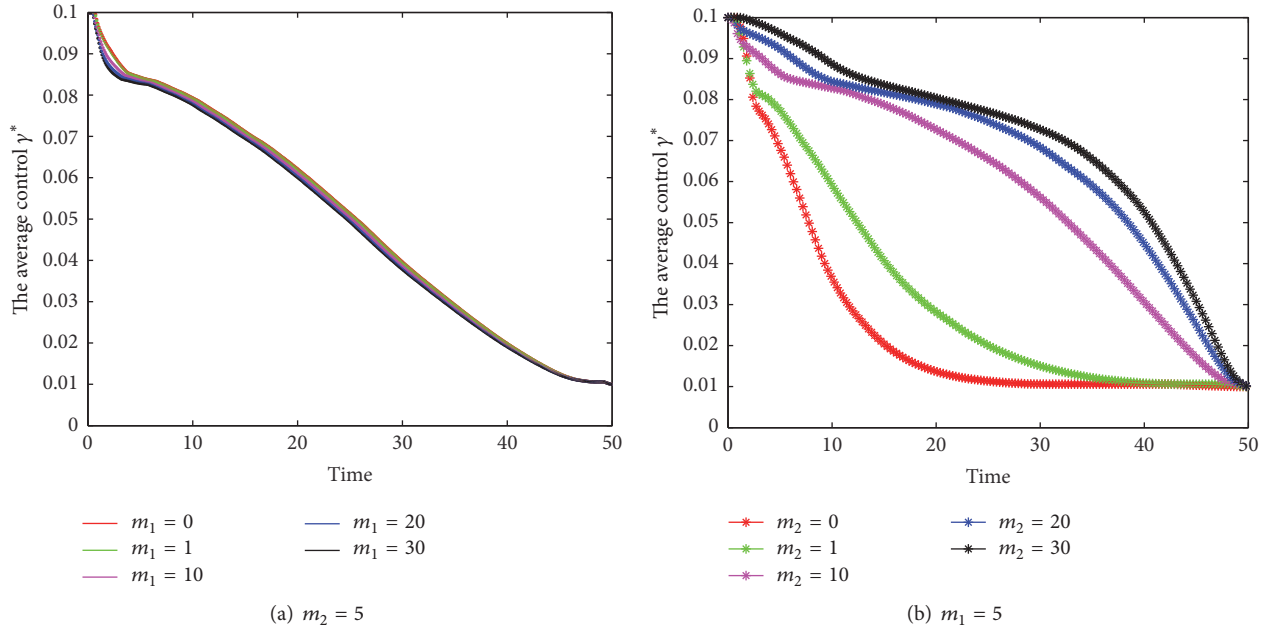 0.1
0.09
0.08
0.07
0.06
0.05
0.04
0.03
0.02
0.01
0
The average control γ*
0 10 20 30 40 50
Time
m₁ = 0
m₁ = 1
m₁ = 10
m₁ = 20
m₁ = 30
(a) m₂ = 5
0.1
0.09
0.08
0.07
0.06
0.05
0.04
0.03
0.02
0.01
0
The average control γ*
0 10 20 30 40 50
Time
m₂ = 0
m₂ = 1
m₂ = 10
m₂ = 20
m₂ = 30
(b) m₁ = 5